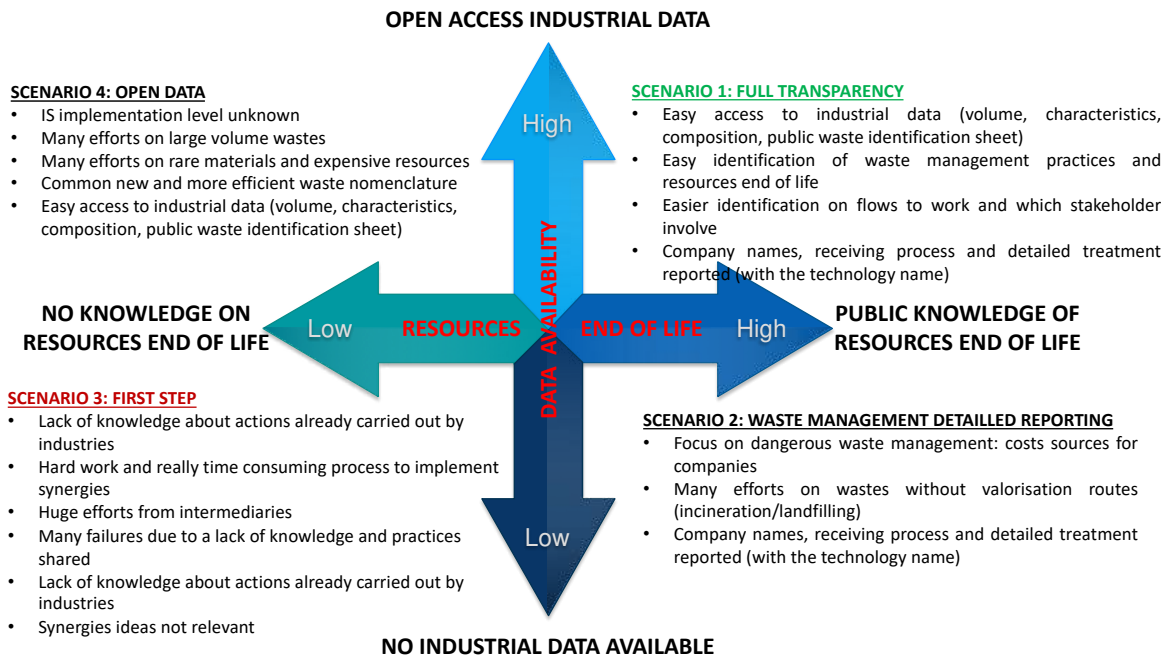 OPEN ACCESS INDUSTRIAL DATA
SCENARIO 4: OPEN DATA
• IS implementation level unknown
• Many efforts on large volume wastes
• Many efforts on rare materials and expensive resources
• Common new and more efficient waste nomenclature
• Easy access to industrial data (volume, characteristics,
composition, public waste identification sheet)
High
SCENARIO 1: FULL TRANSPARENCY
• Easy access to industrial data (volume, characteristics,
composition, public waste identification sheet)
• Easy identification of waste management practices and
resources end of life
• Easier identification on flows to work and which stakeholder
involve
• Company names, receiving process and detailed treatment
reported (with the technology name)
NO KNOWLEDGE ON
RESOURCES END OF LIFE
Low
RESOURCES
DATA AVAILABILITY
END OF LIFE
High
PUBLIC KNOWLEDGE OF
RESOURCES END OF LIFE
SCENARIO 3: FIRST STEP
• Lack of knowledge about actions already carried out by
industries
• Hard work and really time consuming process to implement
synergies
• Huge efforts from intermediaries
• Many failures due to a lack of knowledge and practices
shared
• Lack of knowledge about actions already carried out by
industries
• Synergies ideas not relevant
Low
SCENARIO 2: WASTE MANAGEMENT DETAILLED REPORTING
• Focus on dangerous waste management: costs sources for
companies
• Many efforts on wastes without valorisation routes
(incineration/landfilling)
• Company names, receiving process and detailed treatment
reported (with the technology name)
NO INDUSTRIAL DATA AVAILABLE